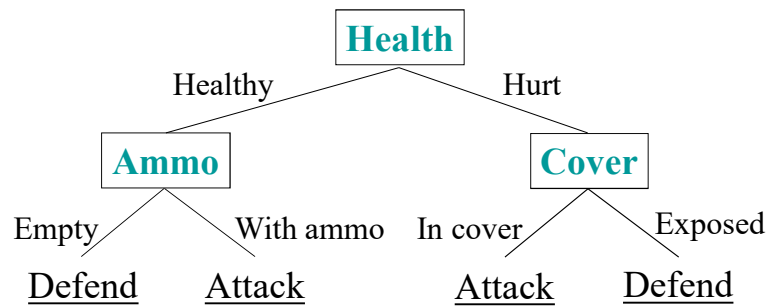 Health
Healthy
Hurt
Ammo
Cover
Empty
With ammo
In cover
Exposed
Defend
Attack
Attack
Defend